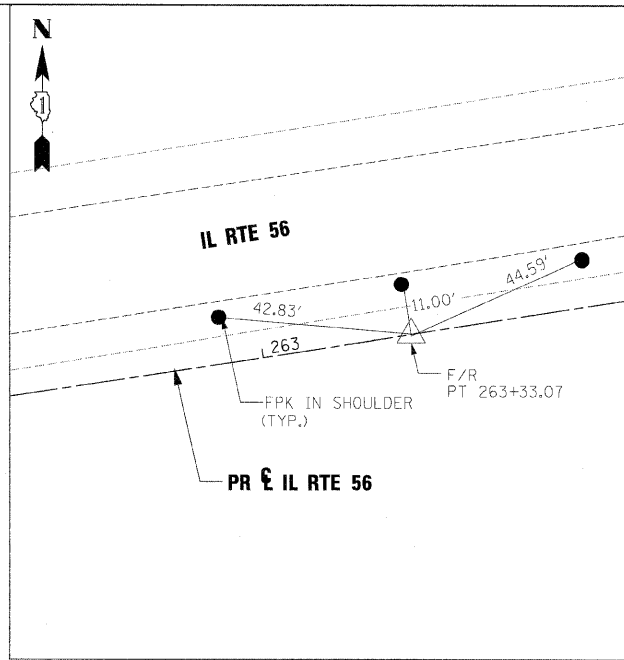 N
1
IL RTE 56
44.59'
42.83'
11.00'
263
F/R
PT 263+33.07
FPK IN SHOULDER
(TYP.)
PR ℄ IL RTE 56